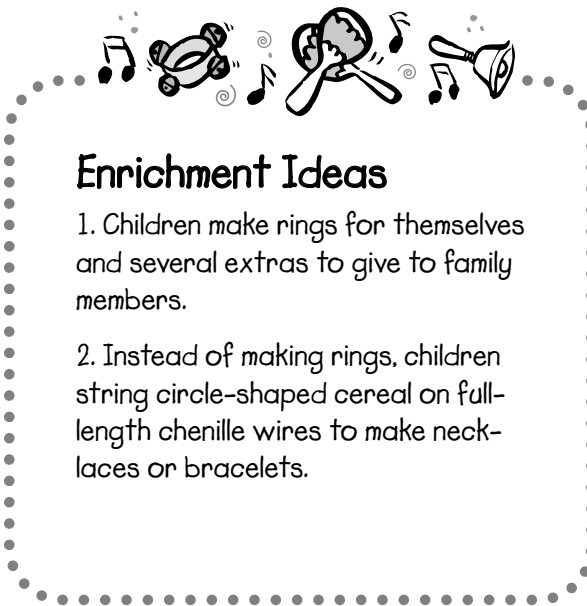 Enrichment Ideas
1. Children make rings for themselves
and several extras to give to family
members.
2. Instead of making rings, children
string circle-shaped cereal on full-
length chenille wires to make neck-
laces or bracelets.